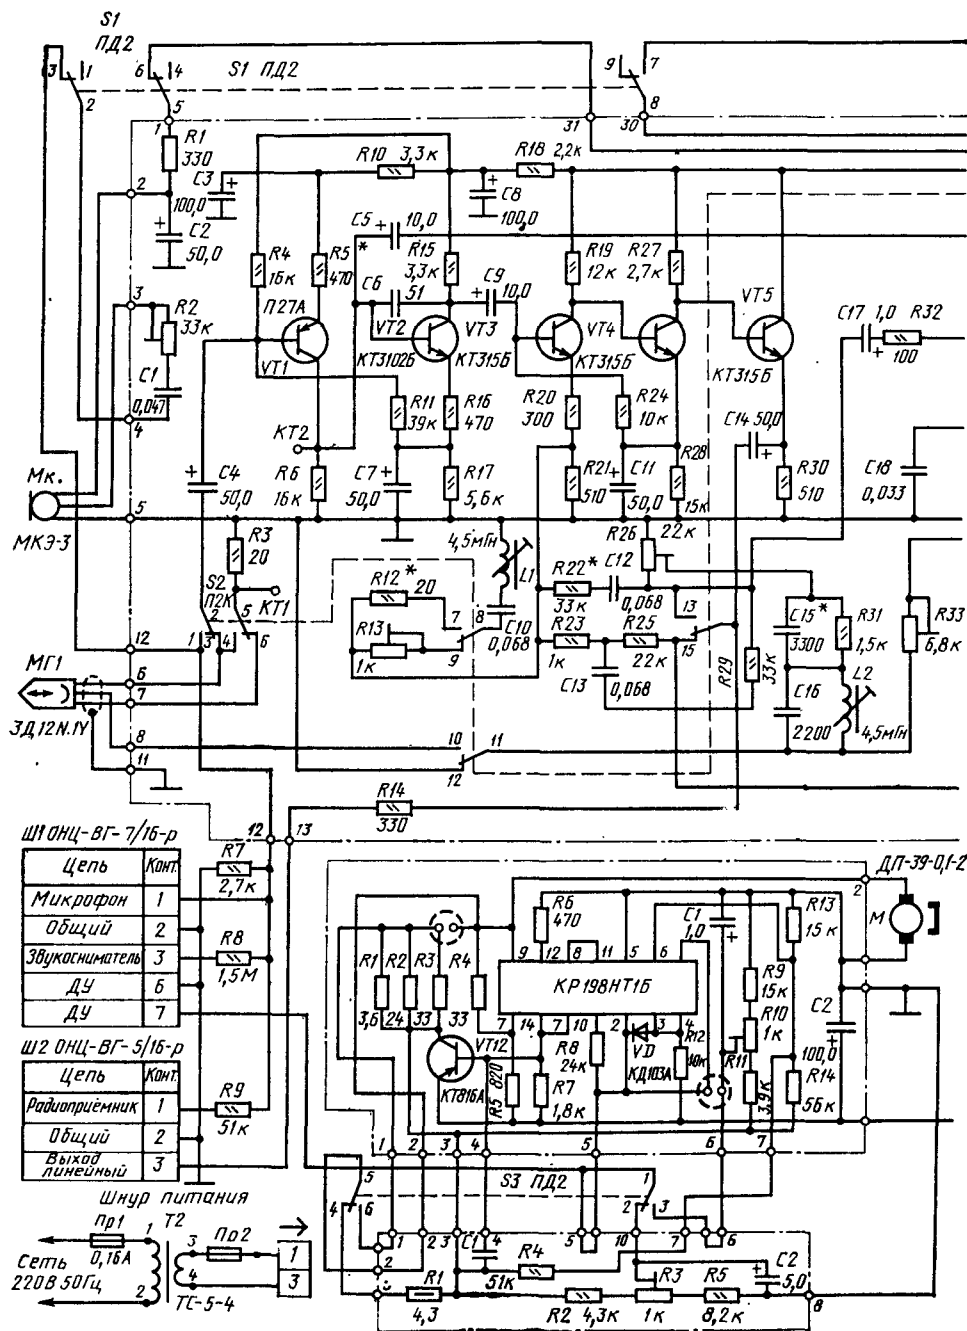 S1
ПД2
3 1 6 4 S1 ПД2 9 7
2 5 8
1 31 30
R1
330
R10 3,3к R18 2,2к
2
C3
100,0
C8
100,0
C2
50,0
C5 10,0
*
R4
16к
R5
470
R15
3,3к
C9
10,0
R19
12к
R27
2,7к
C6
51
3
R2
33к
П27А
VT1
VT2
КТ3102Б
VT3
КТ315Б
VT4
КТ315Б
VT5
КТ315Б
C17 1,0 R32
100
C1
0,047
4
R11
39к
R16
470
R20
300
R24
10к
C14 50,0
КТ2
Мк.
МКЭ-3
C4
50,0
R6
16к
C7
50,0
R17
5,6к
R21
510
C11
50,0
R28
15к
R30
510
C18
0,033
5
R3
20
4,5мГн
L1
R26
22к
S2
П2К
КТ1
R12 *
20
R22 *
33к
C12
0,068
R13
1к
7 8
9
C10
0,068
R23
1к
R25
22к
13
15
C15 *
3300
R31
1,5к
R33
6,8к
12
1 2 3 4 5 6
МГ1
6
7
C13
0,068
R29
33к
C16
2200
L2
4,5мГн
ЗД,12N.1У
8
11
10
12
11
R14
330
Ш1 ОНЦ-ВГ-7/16-р
12 13
Цепь Конт.
Микрофон 1
Общий 2
Звукосниматель 3
ДУ 6
ДУ 7
R7
2,7к
R8
1,5М
Ш2 ОНЦ-ВГ-5/16-р
Цепь Конт.
Радиоприёмник 1
Общий 2
Выход линейный 3
R9
51к
ДП-39-0,1-2
2
М
R6
470
C1
1,0
R13
15к
R1 R2 R3 R4
3,6 24 33 33
9 12 8 11 5 6
КР198НТ1Б
7 14 7 10 2 3 4
R9
15к
R10
1к
C2
100,0
VT12
КТ816А
R5 820
R7
1,8к
R8
24к
VD
КД103А
R12
10к
R11
3,9к
R14
56к
1 2 3 4 5 6 7
S3 ПД2
5
4 6
1
2 3
Шнур питания
Пр1
0,16А
1 Т2
3 По2
1
3
Сеть
220В 50Гц
2
4
ТС-5-4
1 2 3 4 5 10 7 6
2
C1
R4
51к
R1
4,3
R2 4,3к
R3
1к
R5
8,2к
C2
5,0
8